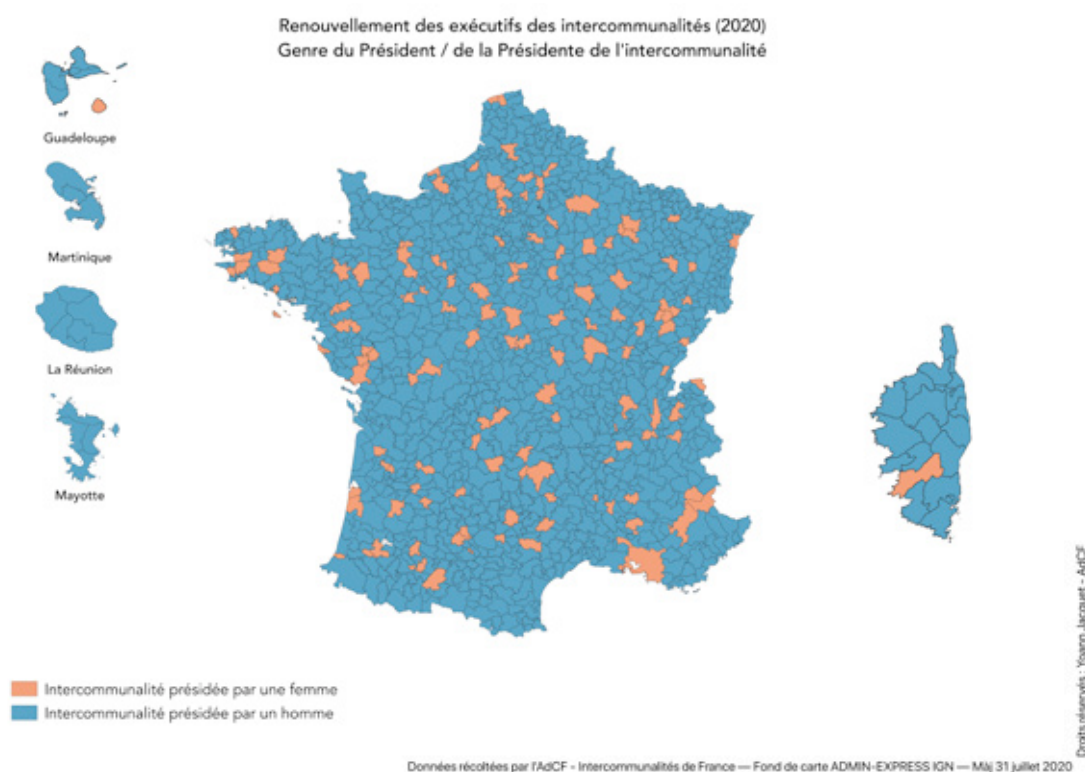 Renouvellement des exécutifs des intercommunalités (2020)
Genre du Président / de la Présidente de l'intercommunalité
Guadeloupe
Martinique
La Réunion
Mayotte
Intercommunalité présidée par une femme
Intercommunalité présidée par un homme
Droits réservés : Yoann Jacquet - AdCF
Données récoltées par l'AdCF - Intercommunalités de France — Fond de carte ADMIN-EXPRESS IGN — Màj 31 juillet 2020